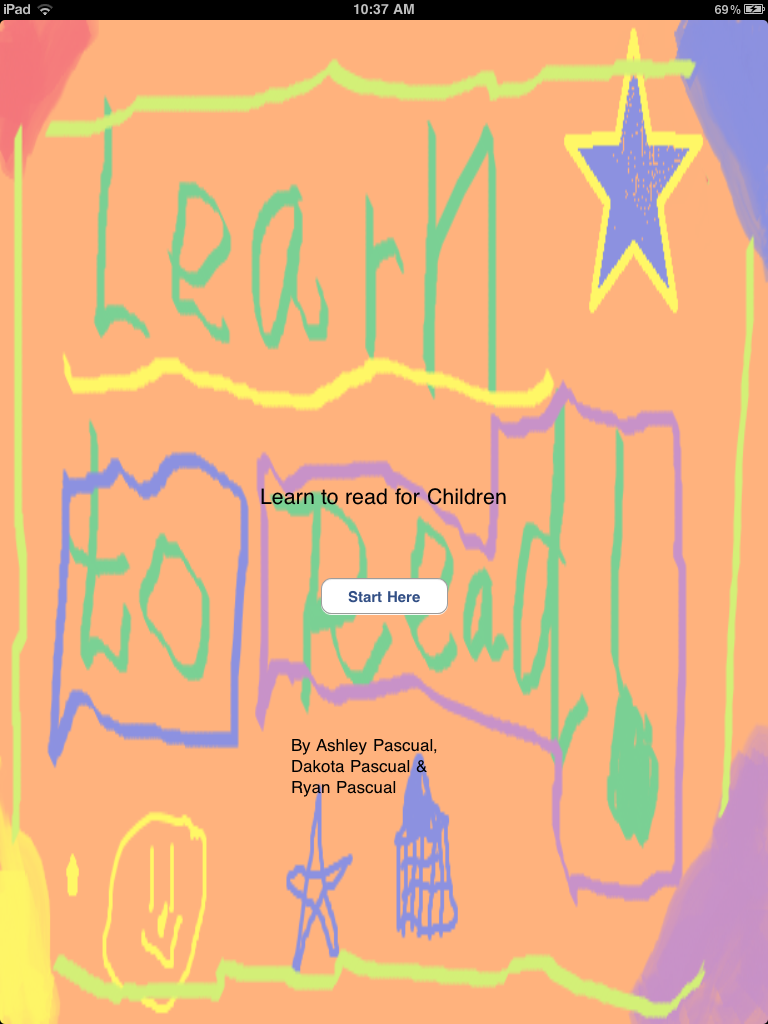 iPad 10:37 AM 69%
Learn
Learn to read for Children
to Read!
Start Here
By Ashley Pascual,
Dakota Pascual &
Ryan Pascual